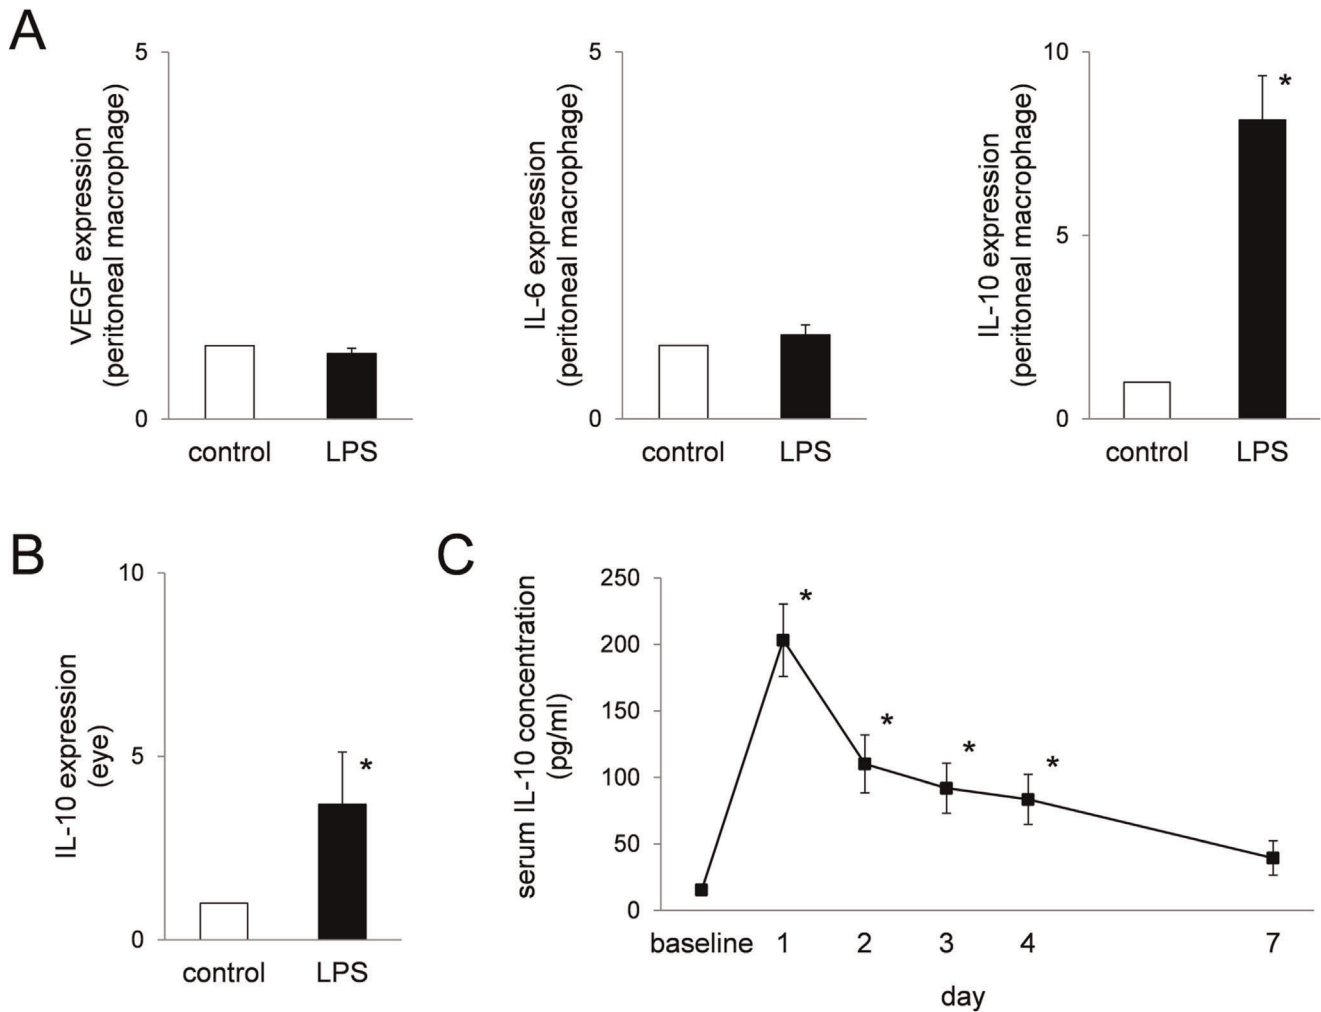 A
VEGF expression
(peritoneal macrophage)
5
0
control LPS
IL-6 expression
(peritoneal macrophage)
5
0
control LPS
IL-10 expression
(peritoneal macrophage)
10
5
0
*
control LPS
B
IL-10 expression
(eye)
10
5
0
*
control LPS
C
serum IL-10 concentration
(pg/ml)
250
200
150
100
50
0
*
*
*
*
baseline 1 2 3 4 7
day